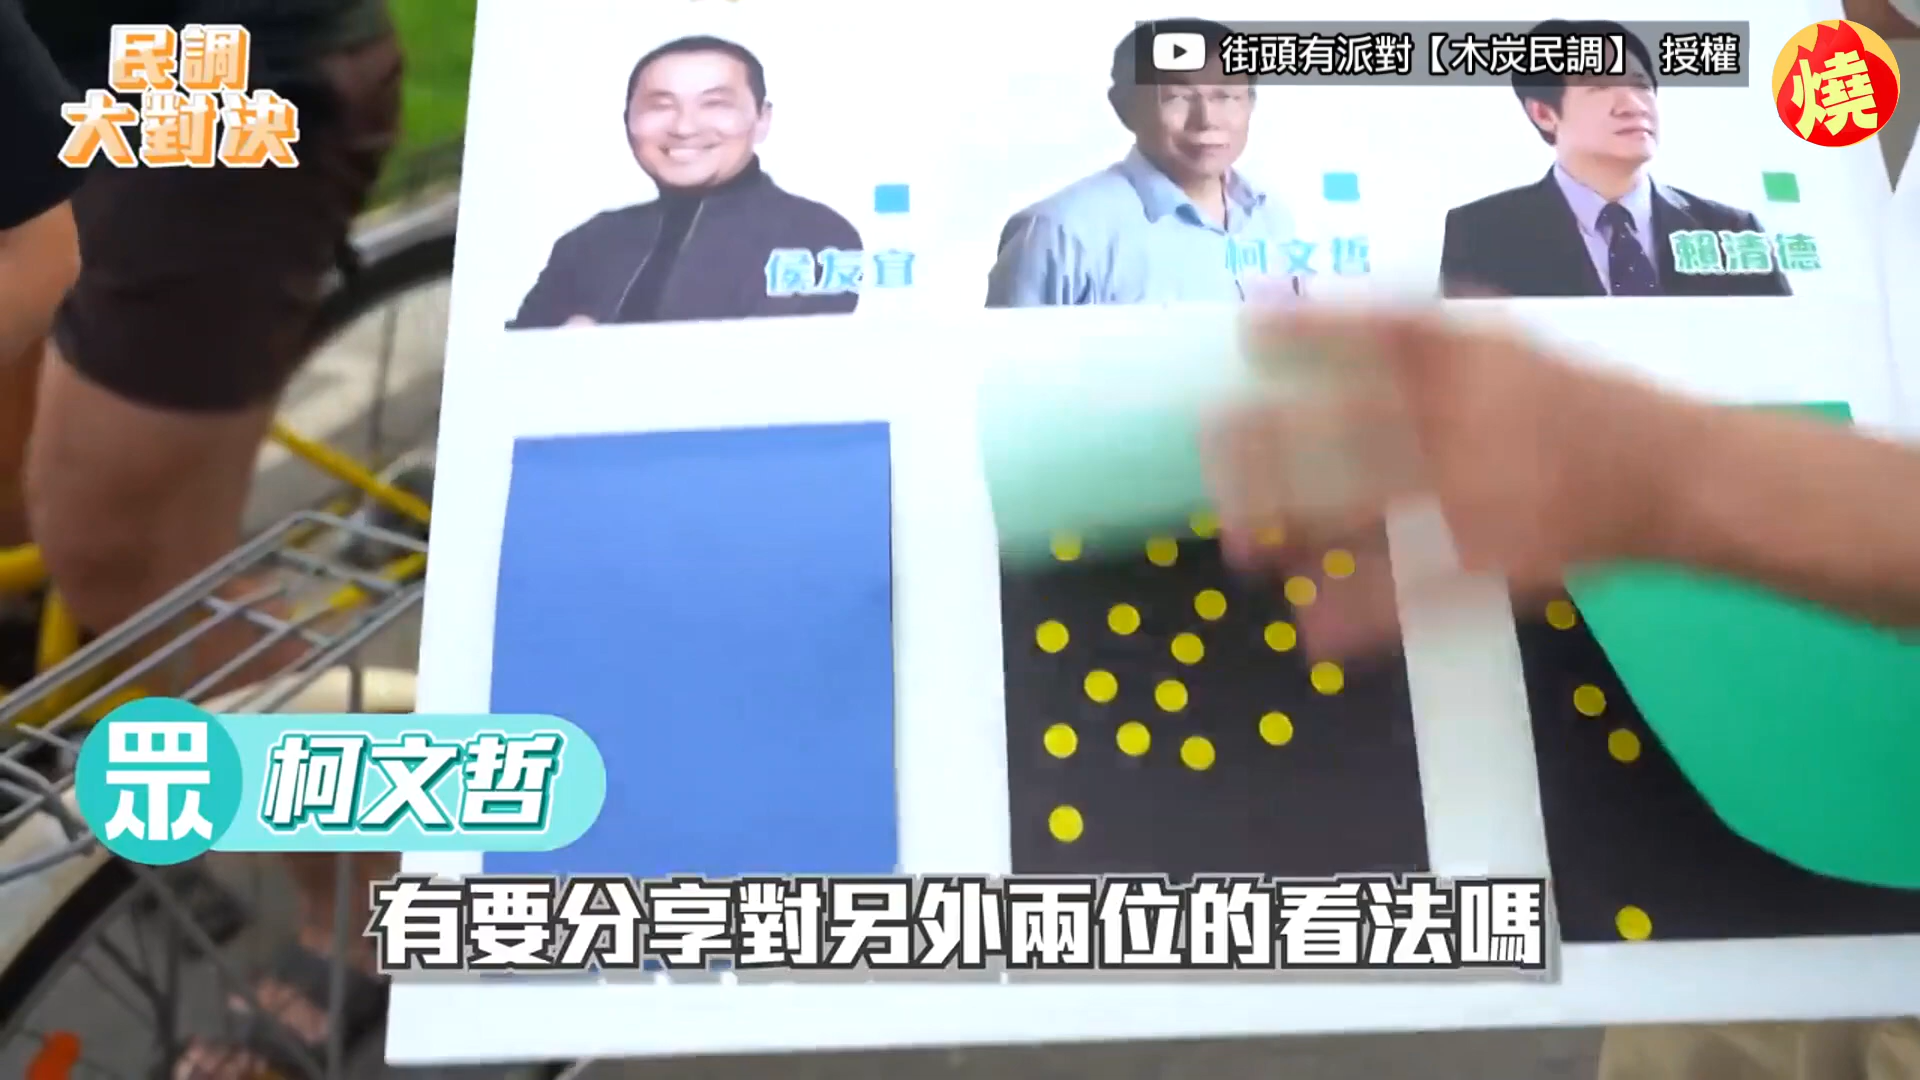 民調
大對決
街頭有派對【木炭民調】 授權
燒
侯友宜
柯文哲
賴清德
眾 柯文哲
有要分享對另外兩位的看法嗎